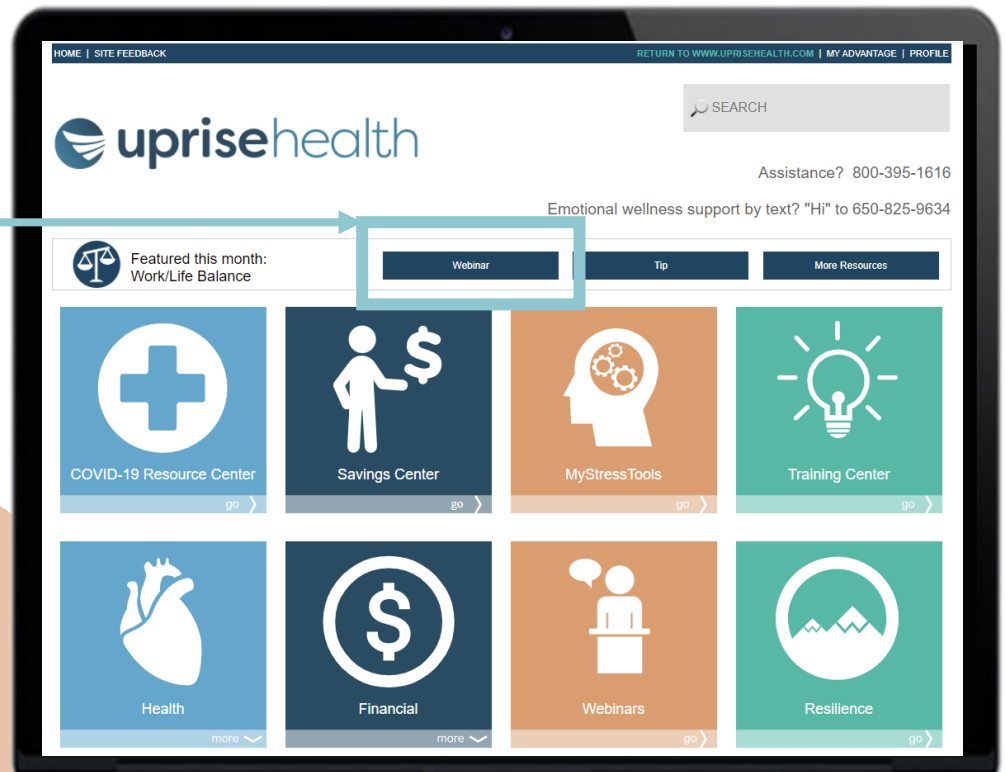 HOME | SITE FEEDBACK
RETURN TO WWW.UPRISEHEALTH.COM | MY ADVANTAGE | PROFILE
SEARCH
uprisehealth
Assistance? 800-395-1616
Emotional wellness support by text? "Hi" to 650-825-9634
Featured this month:
Work/Life Balance
Webinar
Tip
More Resources
COVID-19 Resource Center
go
Savings Center
go
MyStressTools
go
Training Center
go
Health
more
Financial
more
Webinars
go
Resilience
go